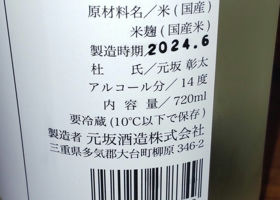 原材料名/米(国産)
米麹(国産米)
製造時期/2024.6
杜 氏/元坂 彰太
アルコール分/14度
内 容 量/720ml
要冷蔵(10℃以下で保存)
製造者 元坂酒造株式会社
三重県多気郡大台町柳原 346-2